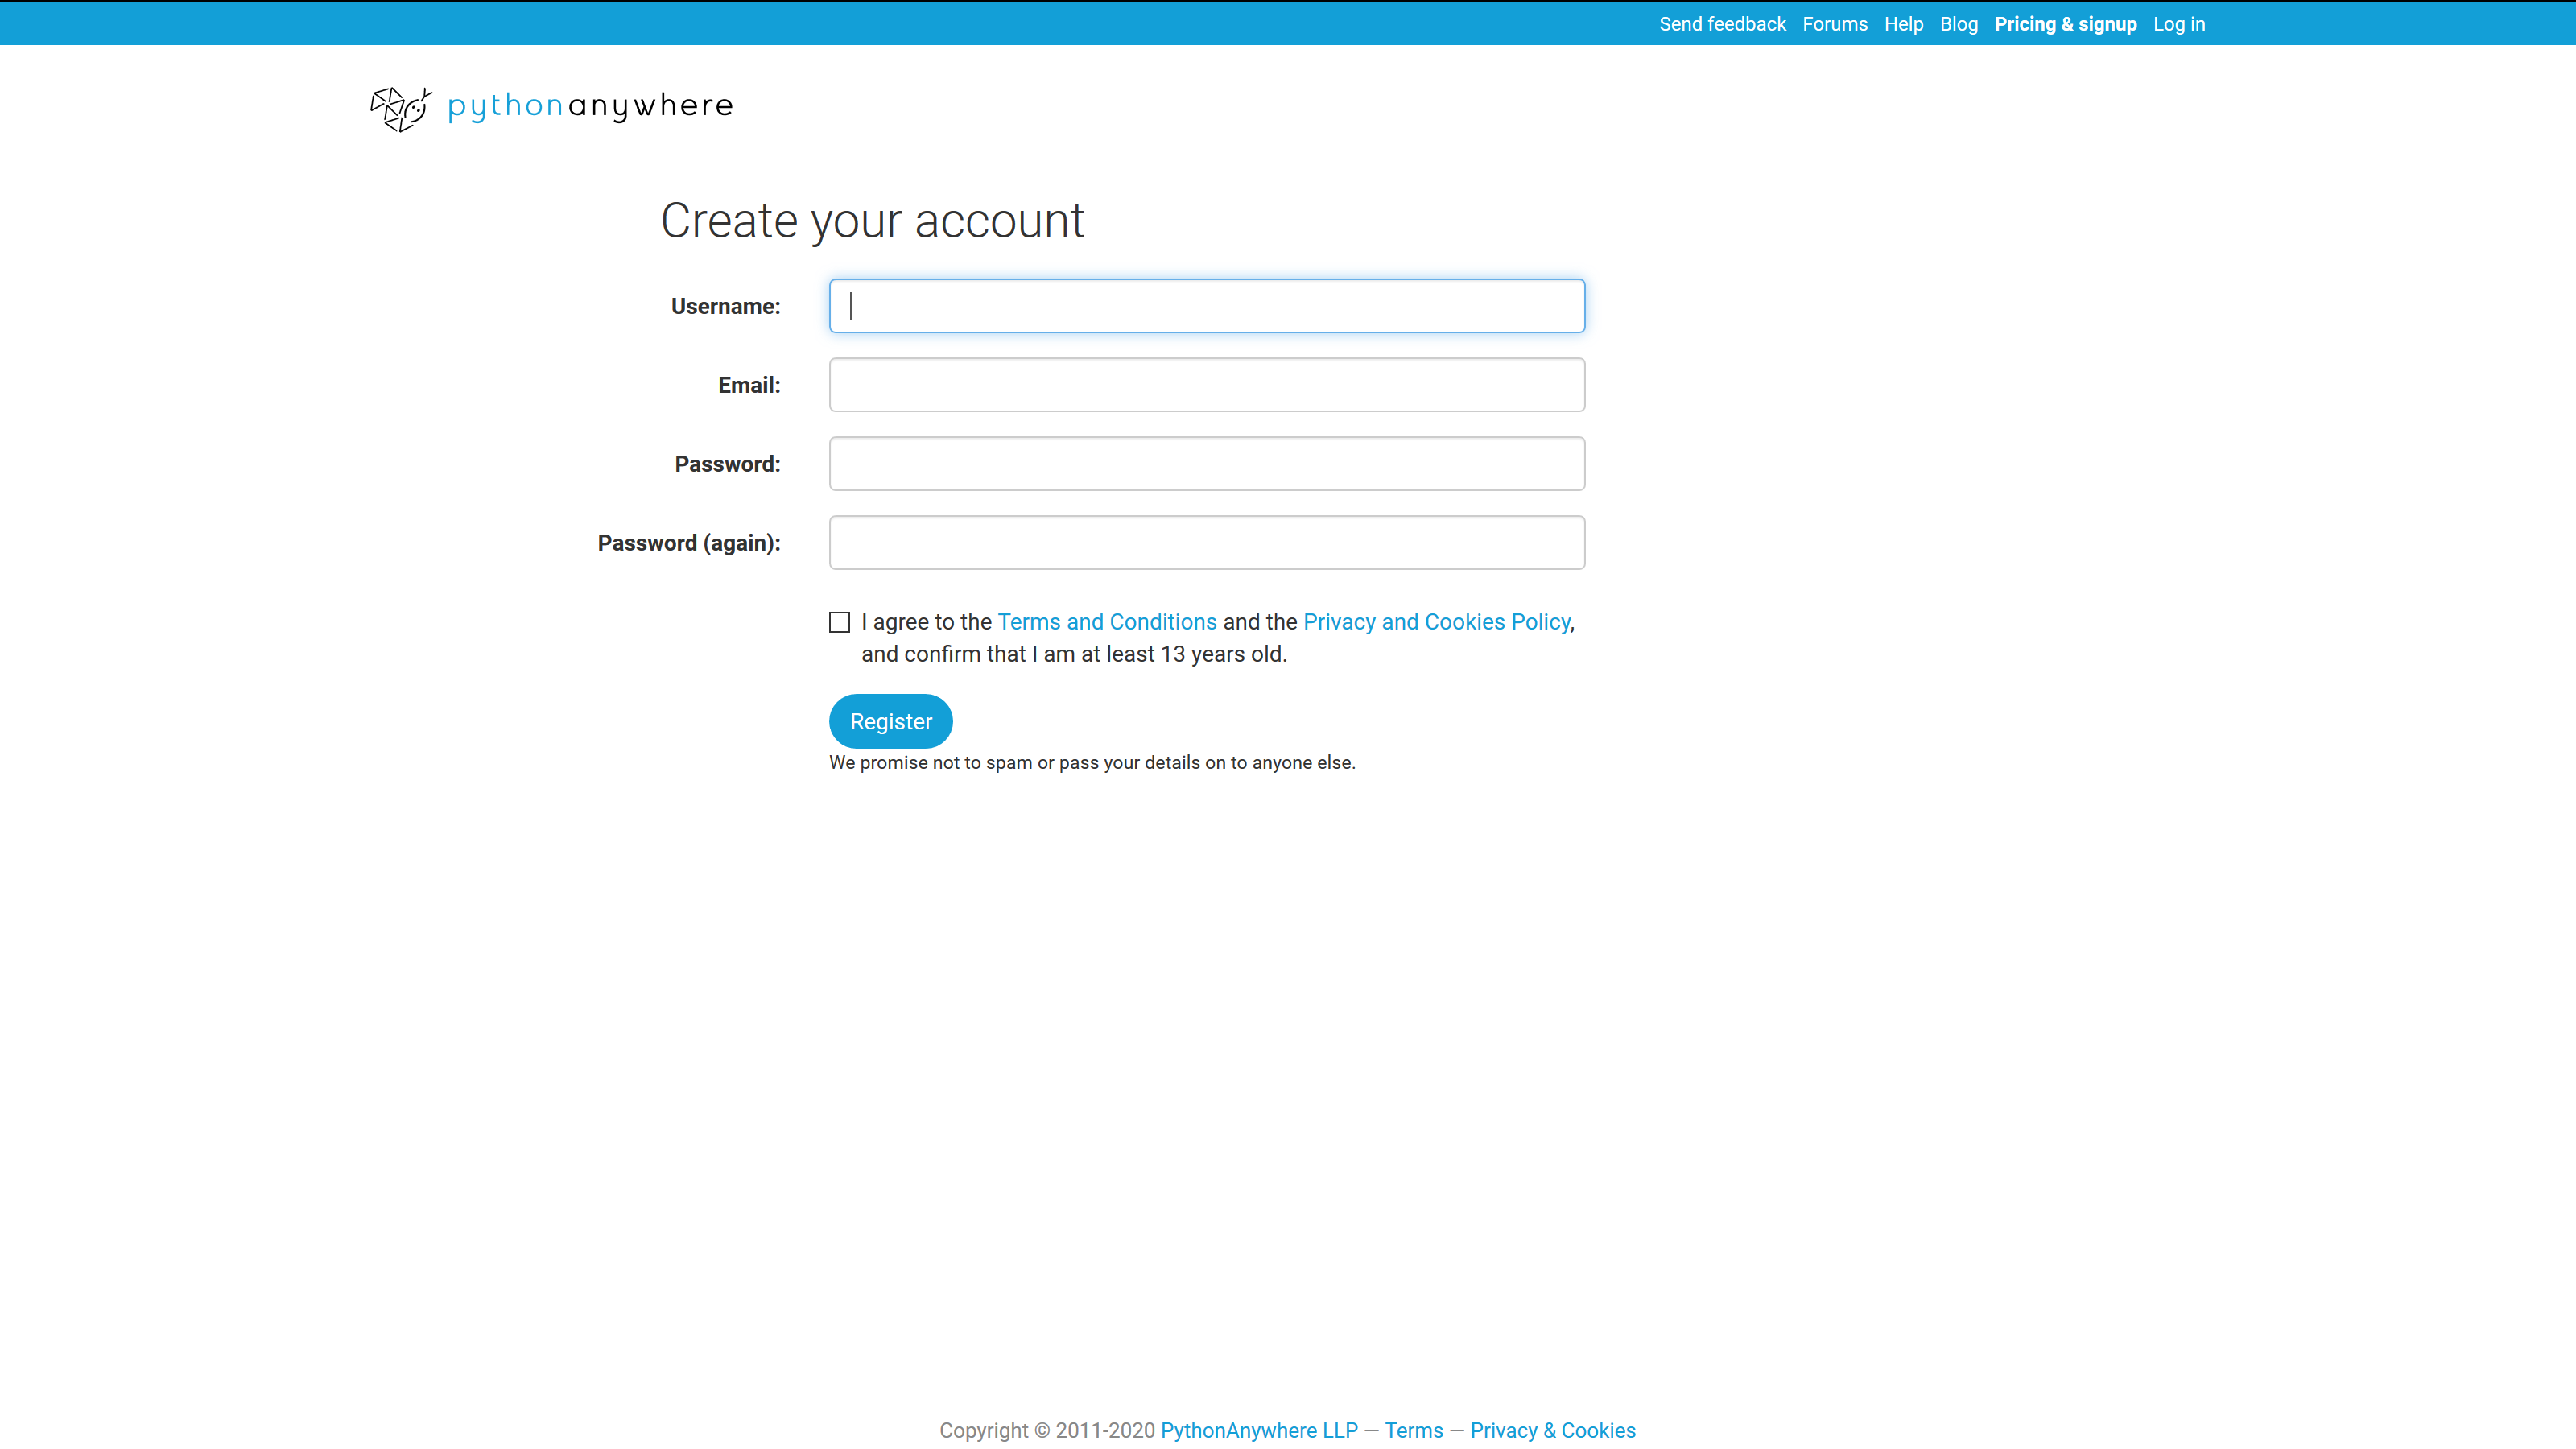 Send feedback Forums Help Blog Pricing & signup Log in
pythonanywhere
Create your account
Username:
Email:
Password:
Password (again):
I agree to the Terms and Conditions and the Privacy and Cookies Policy,
and confirm that I am at least 13 years old.
Register
We promise not to spam or pass your details on to anyone else.
Copyright © 2011-2020 PythonAnywhere LLP — Terms — Privacy & Cookies